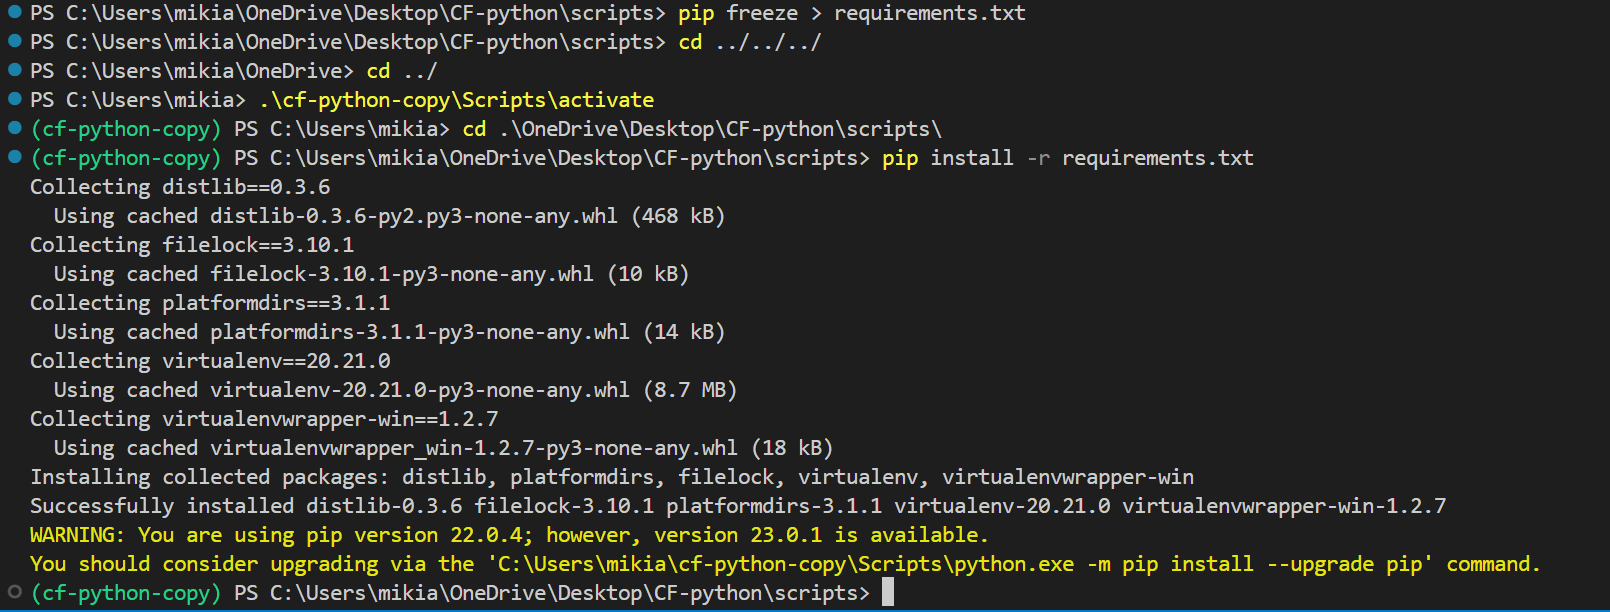 PS C:\Users\mikia\OneDrive\Desktop\CF-python\scripts> pip freeze > requirements.txt
PS C:\Users\mikia\OneDrive\Desktop\CF-python\scripts> cd ../../../
PS C:\Users\mikia\OneDrive> cd ../
PS C:\Users\mikia> .\cf-python-copy\Scripts\activate
(cf-python-copy) PS C:\Users\mikia> cd .\OneDrive\Desktop\CF-python\scripts\
(cf-python-copy) PS C:\Users\mikia\OneDrive\Desktop\CF-python\scripts> pip install -r requirements.txt
Collecting distlib==0.3.6
  Using cached distlib-0.3.6-py2.py3-none-any.whl (468 kB)
Collecting filelock==3.10.1
  Using cached filelock-3.10.1-py3-none-any.whl (10 kB)
Collecting platformdirs==3.1.1
  Using cached platformdirs-3.1.1-py3-none-any.whl (14 kB)
Collecting virtualenv==20.21.0
  Using cached virtualenv-20.21.0-py3-none-any.whl (8.7 MB)
Collecting virtualenvwrapper-win==1.2.7
  Using cached virtualenvwrapper_win-1.2.7-py3-none-any.whl (18 kB)
Installing collected packages: distlib, platformdirs, filelock, virtualenv, virtualenvwrapper-win
Successfully installed distlib-0.3.6 filelock-3.10.1 platformdirs-3.1.1 virtualenv-20.21.0 virtualenvwrapper-win-1.2.7
WARNING: You are using pip version 22.0.4; however, version 23.0.1 is available.
You should consider upgrading via the 'C:\Users\mikia\cf-python-copy\Scripts\python.exe -m pip install --upgrade pip' command.
(cf-python-copy) PS C:\Users\mikia\OneDrive\Desktop\CF-python\scripts>